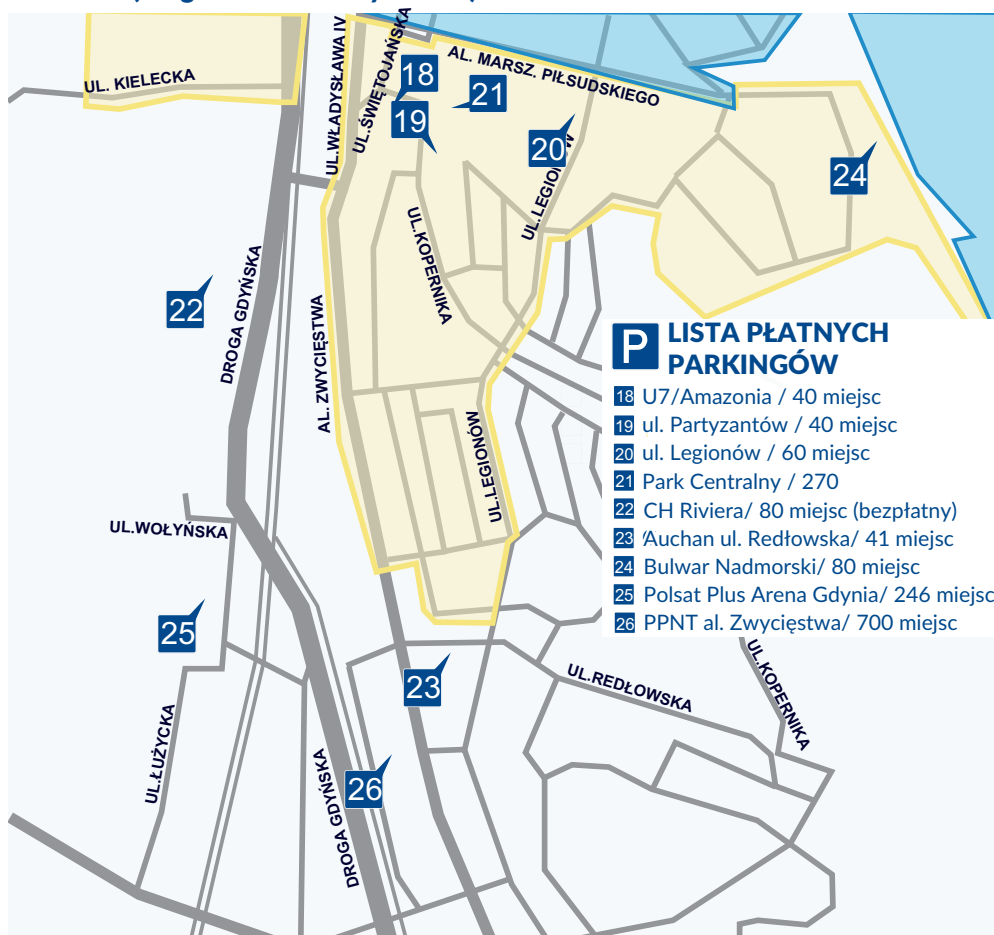 UL. KIELECKA
UL.WŁADYSŁAWA IV
UL.ŚWIĘTOJAŃSKA
AL. MARSZ. PIŁSUDSKIEGO
18
21
19
20
24
UL. LEGIONÓW
UL.KOPERNIKA
DROGA GDYŃSKA
22
AL. ZWYCIĘSTWA
P
LISTA PŁATNYCH
PARKINGÓW
18 U7/Amazonia / 40 miejsc
19 ul. Partyzantów / 40 miejsc
20 ul. Legionów / 60 miejsc
21 Park Centralny / 270
22 CH Riviera/ 80 miejsc (bezpłatny)
23 Auchan ul. Redłowska/ 41 miejsc
24 Bulwar Nadmorski/ 80 miejsc
25 Polsat Plus Arena Gdynia/ 246 miejsc
26 PPNT al. Zwycięstwa/ 700 miejsc
UL.LEGIONÓW
UL.WOŁYŃSKA
25
23
UL.REDŁOWSKA
UL.KOPERNIKA
UL.ŁUŻYCKA
26
DROGA GDYŃSKA